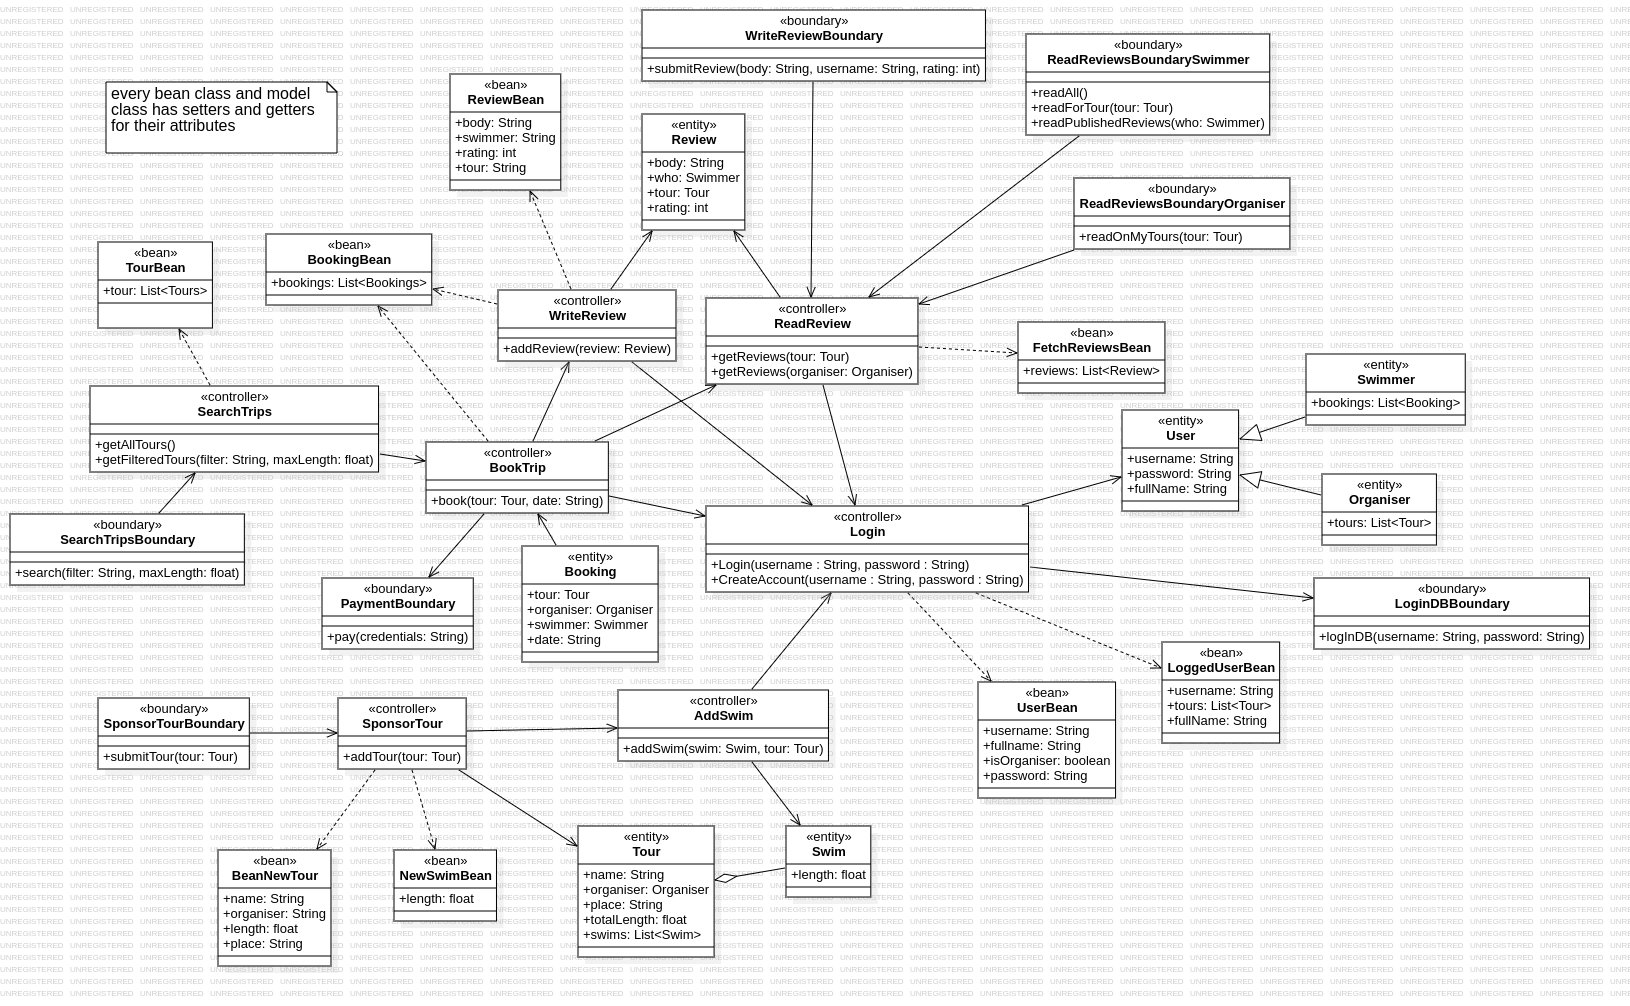 «boundary»
WriteReviewBoundary
+submitReview(body: String, username: String, rating: int)
«boundary»
ReadReviewsBoundarySwimmer
+readAll()
+readForTour(tour: Tour)
+readPublishedReviews(who: Swimmer)
every bean class and model
class has setters and getters
for their attributes
«bean»
ReviewBean
+body: String
+swimmer: String
+rating: int
+tour: String
«entity»
Review
+body: String
+who: Swimmer
+tour: Tour
+rating: int
«boundary»
ReadReviewsBoundaryOrganiser
+readOnMyTours(tour: Tour)
«bean»
TourBean
+tour: List<Tours>
«bean»
BookingBean
+bookings: List<Bookings>
«controller»
WriteReview
+addReview(review: Review)
«controller»
ReadReview
+getReviews(tour: Tour)
+getReviews(organiser: Organiser)
«bean»
FetchReviewsBean
+reviews: List<Review>
«entity»
Swimmer
+bookings: List<Booking>
«controller»
SearchTrips
+getAllTours()
+getFilteredTours(filter: String, maxLength: float)
«entity»
User
+username: String
+password: String
+fullName: String
«controller»
BookTrip
+book(tour: Tour, date: String)
«entity»
Organiser
+tours: List<Tour>
«boundary»
SearchTripsBoundary
+search(filter: String, maxLength: float)
«controller»
Login
+Login(username : String, password : String)
+CreateAccount(username : String, password : String)
«entity»
Booking
+tour: Tour
+organiser: Organiser
+swimmer: Swimmer
+date: String
«boundary»
PaymentBoundary
+pay(credentials: String)
«boundary»
LoginDBBoundary
+logInDB(username: String, password: String)
«bean»
LoggedUserBean
+username: String
+tours: List<Tour>
+fullName: String
«bean»
UserBean
+username: String
+fullname: String
+isOrganiser: boolean
+password: String
«boundary»
SponsorTourBoundary
+submitTour(tour: Tour)
«controller»
SponsorTour
+addTour(tour: Tour)
«controller»
AddSwim
+addSwim(swim: Swim, tour: Tour)
«bean»
BeanNewTour
+name: String
+organiser: String
+length: float
+place: String
«bean»
NewSwimBean
+length: float
«entity»
Tour
+name: String
+organiser: Organiser
+place: String
+totalLength: float
+swims: List<Swim>
«entity»
Swim
+length: float